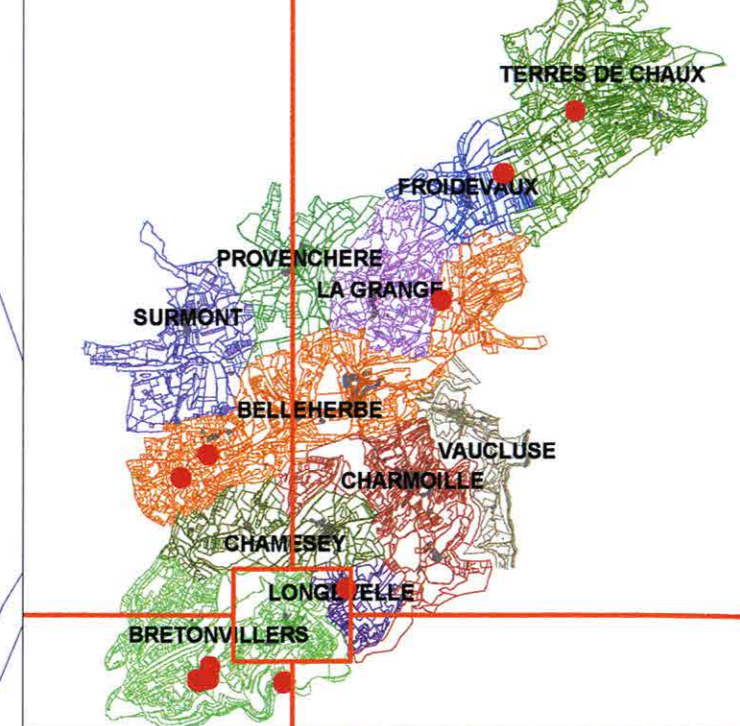 TERRES DE CHAUX
FROIDEVAUX
PROVENCHERE
LA GRANGE
SURMONT
BELLEHERBE
VAUCLUSE
CHARMOILLE
CHAMESEY
LONGEVELLE
BRETONVILLERS